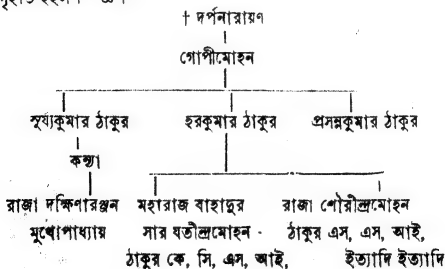 † দর্পনারায়ণ
গোপীমোহন
সূর্য্যকুমার ঠাকুর হরকুমার ঠাকুর প্রসন্নকুমার ঠাকুর
কন্যা
রাজা দক্ষিণারঞ্জন মহারাজ বাহাদুর রাজা শৌরীন্দ্রমোহন
মুখোপাধ্যায় সার যতীন্দ্রমোহন ঠাকুর এস, এস, আই,
ঠাকুর কে, সি, এস, আই, ইত্যাদি ইত্যাদি